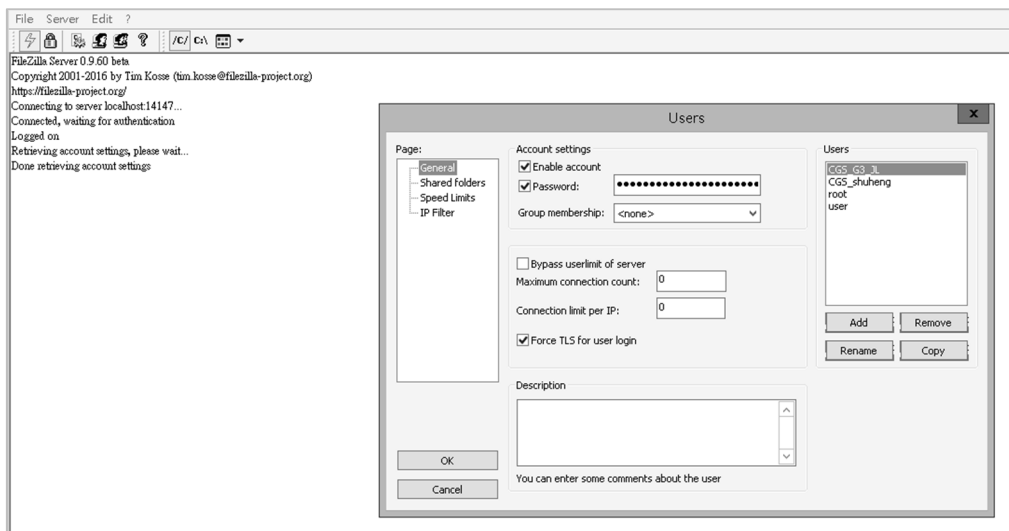 File Server Edit ?
/C/ C:\
FileZilla Server 0.9.60 beta
Copyright 2001-2016 by Tim Kosse (tim.kosse@filezilla-project.org)
https://filezilla-project.org/
Connecting to server localhost:14147...
Connected, waiting for authentication
Logged on
Retrieving account settings, please wait...
Done retrieving account settings
Users
x
Page:
General
Shared folders
Speed Limits
IP Filter
OK
Cancel
Account settings
Enable account
Password: ●●●●●●●●●●●●●●●●●●●●●●
Group membership: <none>
Bypass userlimit of server
Maximum connection count: 0
Connection limit per IP: 0
Force TLS for user login
Description
You can enter some comments about the user
Users
CGS_G3_JL
CGS_shuheng
root
user
Add Remove
Rename Copy